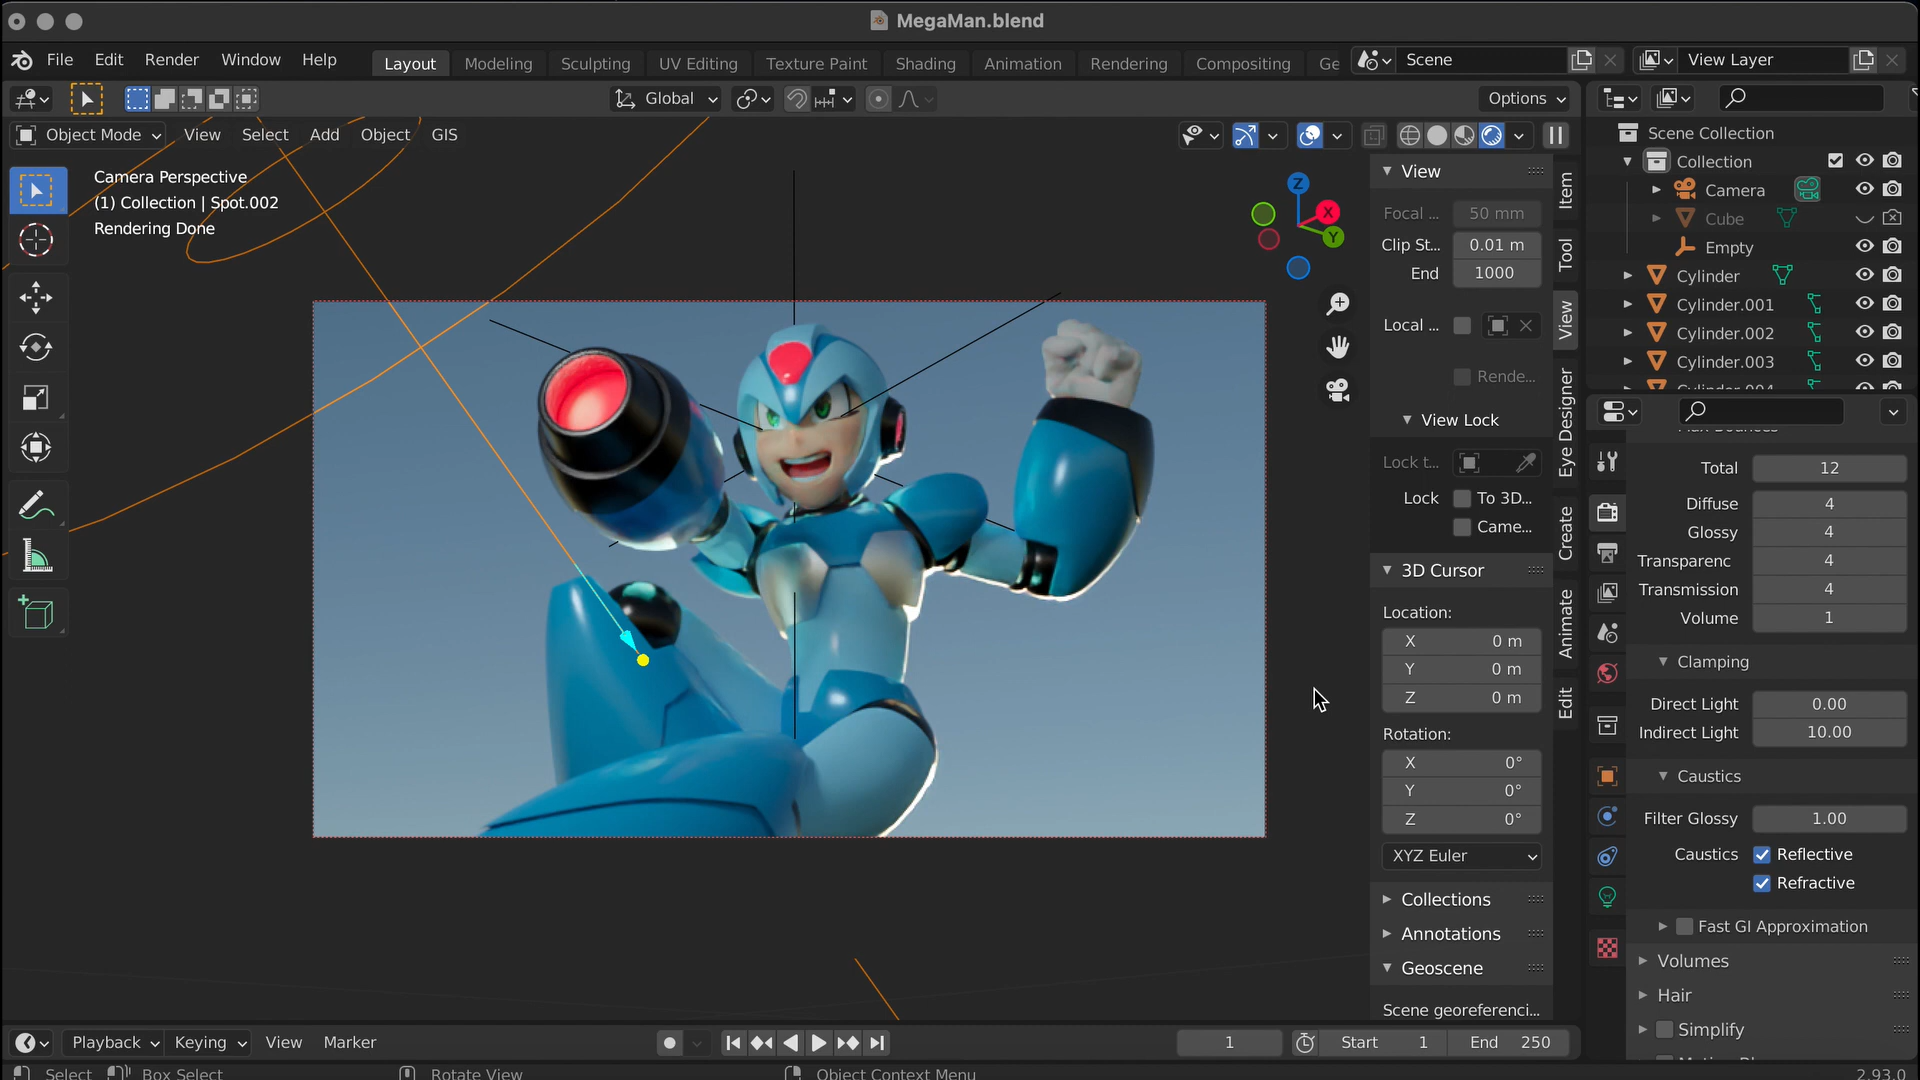 MegaMan.blend
File Edit Render Window Help
Layout Modeling Sculpting UV Editing Texture Paint Shading Animation Rendering Compositing Ge
Scene
View Layer
Global
Options
Object Mode View Select Add Object GIS
Camera Perspective
(1) Collection | Spot.002
Rendering Done
X
Y
Z
View
Focal ... 50 mm
Clip St... 0.01 m
End 1000
Local ...
Rende...
View Lock
Lock t...
Lock To 3D...
Came...
3D Cursor
Location:
X 0 m
Y 0 m
Z 0 m
Rotation:
X 0°
Y 0°
Z 0°
XYZ Euler
Collections
Annotations
Geoscene
Scene georeferenci...
Item
Tool
View
Eye Designer
Create
Animate
Edit
Scene Collection
Collection
Camera
Cube
Empty
Cylinder
Cylinder.001
Cylinder.002
Cylinder.003
Cylinder.004
Max Bounces
Total 12
Diffuse 4
Glossy 4
Transparenc 4
Transmission 4
Volume 1
Clamping
Direct Light 0.00
Indirect Light 10.00
Caustics
Filter Glossy 1.00
Caustics Reflective
Refractive
Fast GI Approximation
Volumes
Hair
Simplify
Playback Keying View Marker
1 Start 1 End 250
Select Box Select Rotate View Object Context Menu 2.93.0